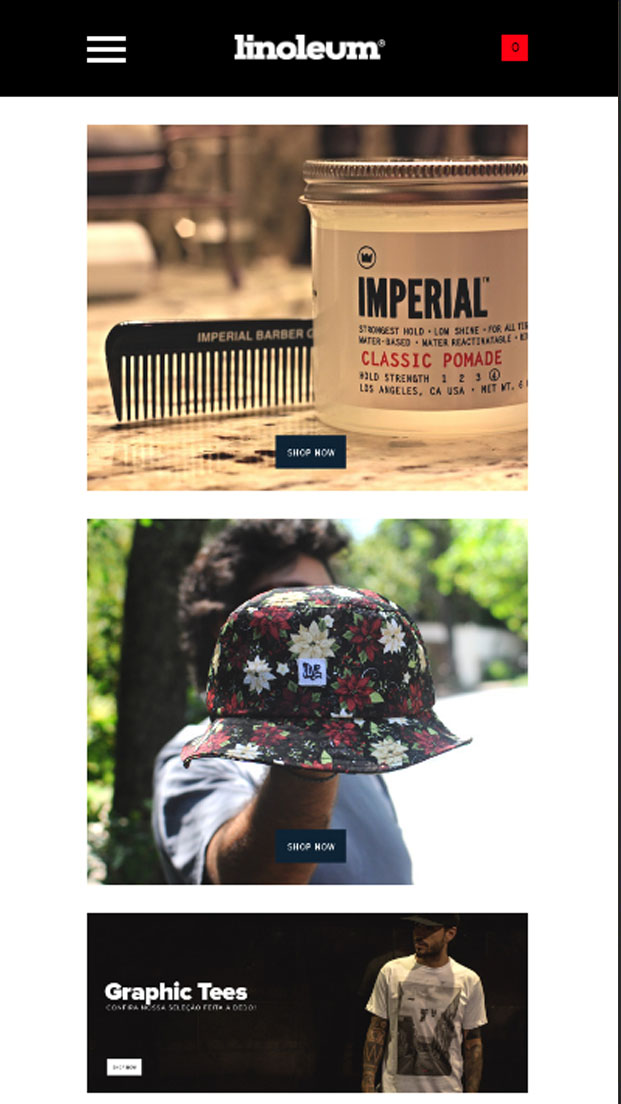 linoleum®
0
IMPERIAL™
STRONGEST HOLD · LOW SHINE · FOR ALL
WATER-BASED · WATER REACTIVATABLE ·
CLASSIC POMADE
HOLD STRENGTH 1 2 3 4
LOS ANGELES, CA USA · NET WT. 6
IMPERIAL BARBER
SHOP NOW
SHOP NOW
Graphic Tees
CONFIRA NOSSA SELEÇÃO FEITA A DEDO!
SHOP NOW